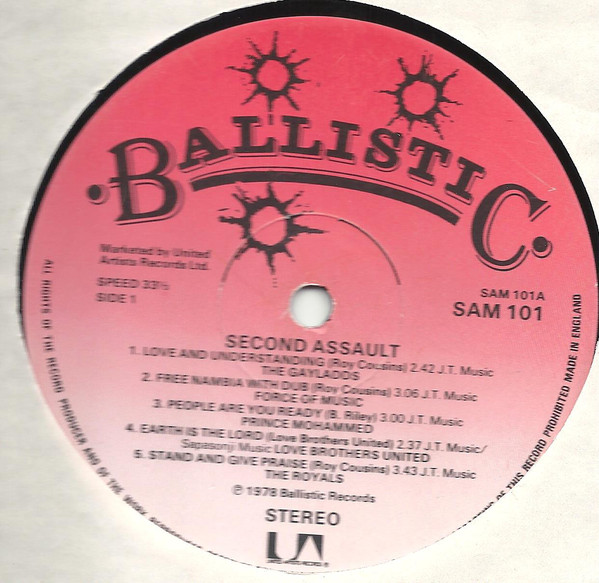 BALLISTIC
Marketed by United
Artists Records Ltd.
SPEED 33⅓
SIDE 1
SAM 101A
SAM 101
SECOND ASSAULT
1. LOVE AND UNDERSTANDING (Roy Cousins) 2.42 J.T. Music
THE GAYLADDS
2. FREE NAMBIA WITH DUB (Roy Cousins) 3.06 J.T. Music
FORCE OF MUSIC
3. PEOPLE ARE YOU READY (B. Riley) 3.00 J.T. Music
PRINCE MOHAMMED
4. EARTH IS THE LORD (Love Brothers United) 2.37 J.T. Music/
Sapasonji Music LOVE BROTHERS UNITED
5. STAND AND GIVE PRAISE (Roy Cousins) 3.43 J.T. Music
THE ROYALS
℗ 1978 Ballistic Records
STEREO
UA
ALL RIGHTS OF THE RECORD PRODUCER AND OF THE WORK
OF THIS RECORD PROHIBITED MADE IN ENGLAND